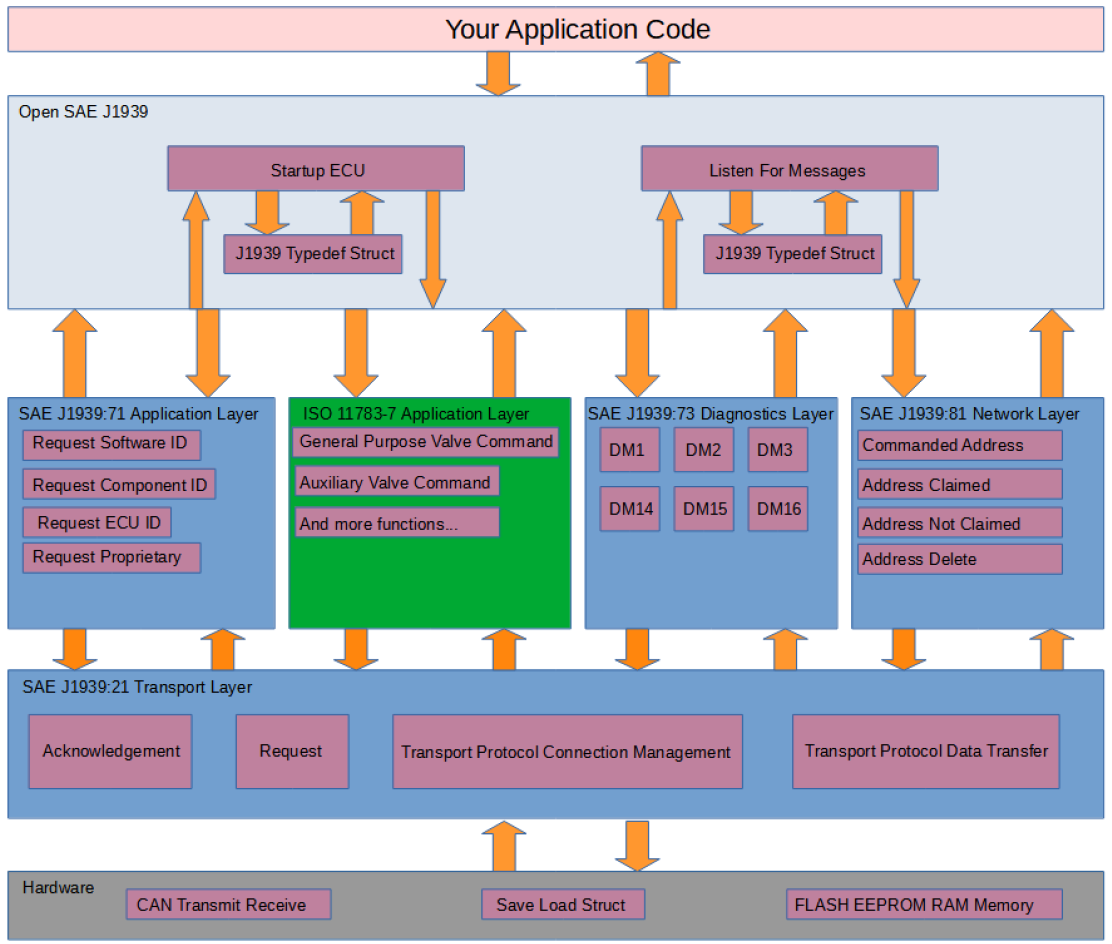 Your Application Code
Open SAE J1939
Startup ECU
Listen For Messages
J1939 Typedef Struct
J1939 Typedef Struct
SAE J1939:71 Application Layer
Request Software ID
Request Component ID
Request ECU ID
Request Proprietary
ISO 11783-7 Application Layer
General Purpose Valve Command
Auxiliary Valve Command
And more functions...
SAE J1939:73 Diagnostics Layer
DM1
DM2
DM3
DM14
DM15
DM16
SAE J1939:81 Network Layer
Commanded Address
Address Claimed
Address Not Claimed
Address Delete
SAE J1939:21 Transport Layer
Acknowledgement
Request
Transport Protocol Connection Management
Transport Protocol Data Transfer
Hardware
CAN Transmit Receive
Save Load Struct
FLASH EEPROM RAM Memory